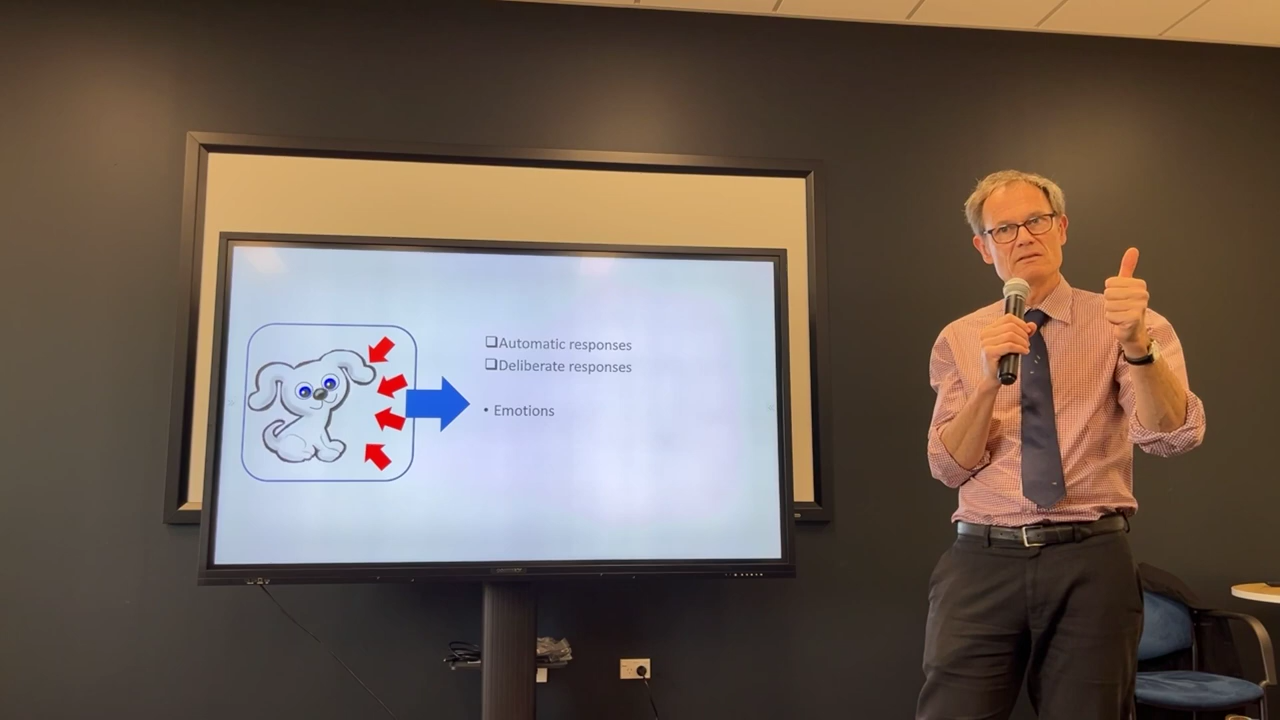 ❑Automatic responses
❑Deliberate responses
• Emotions